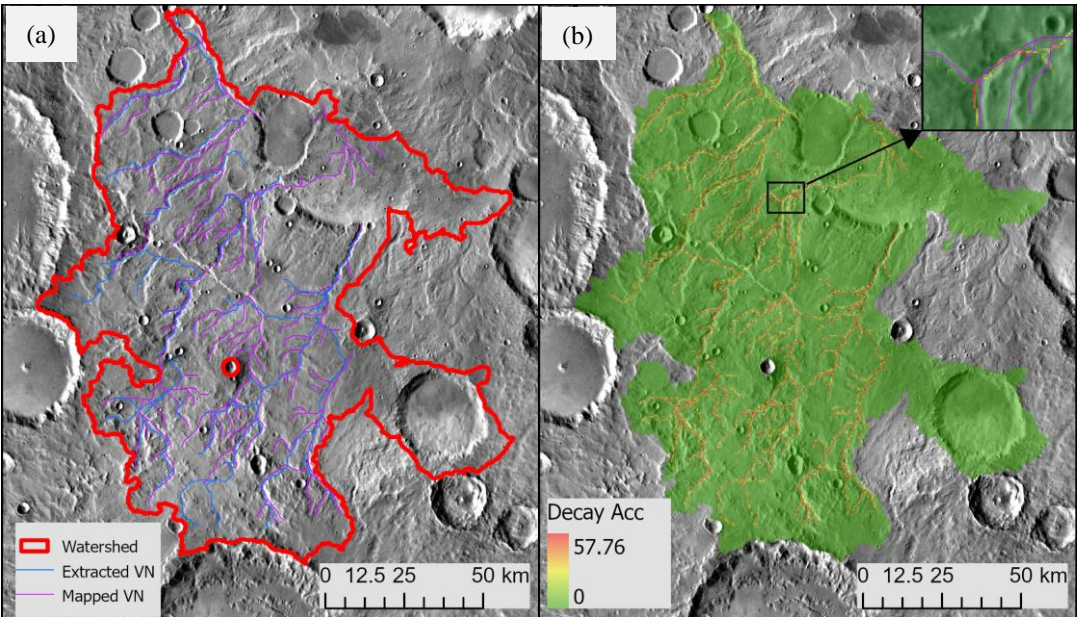 (a)
Watershed
Extracted VN
Mapped VN
0 12.5 25 50 km
(b)
Decay Acc
57.76
0
0 12.5 25 50 km